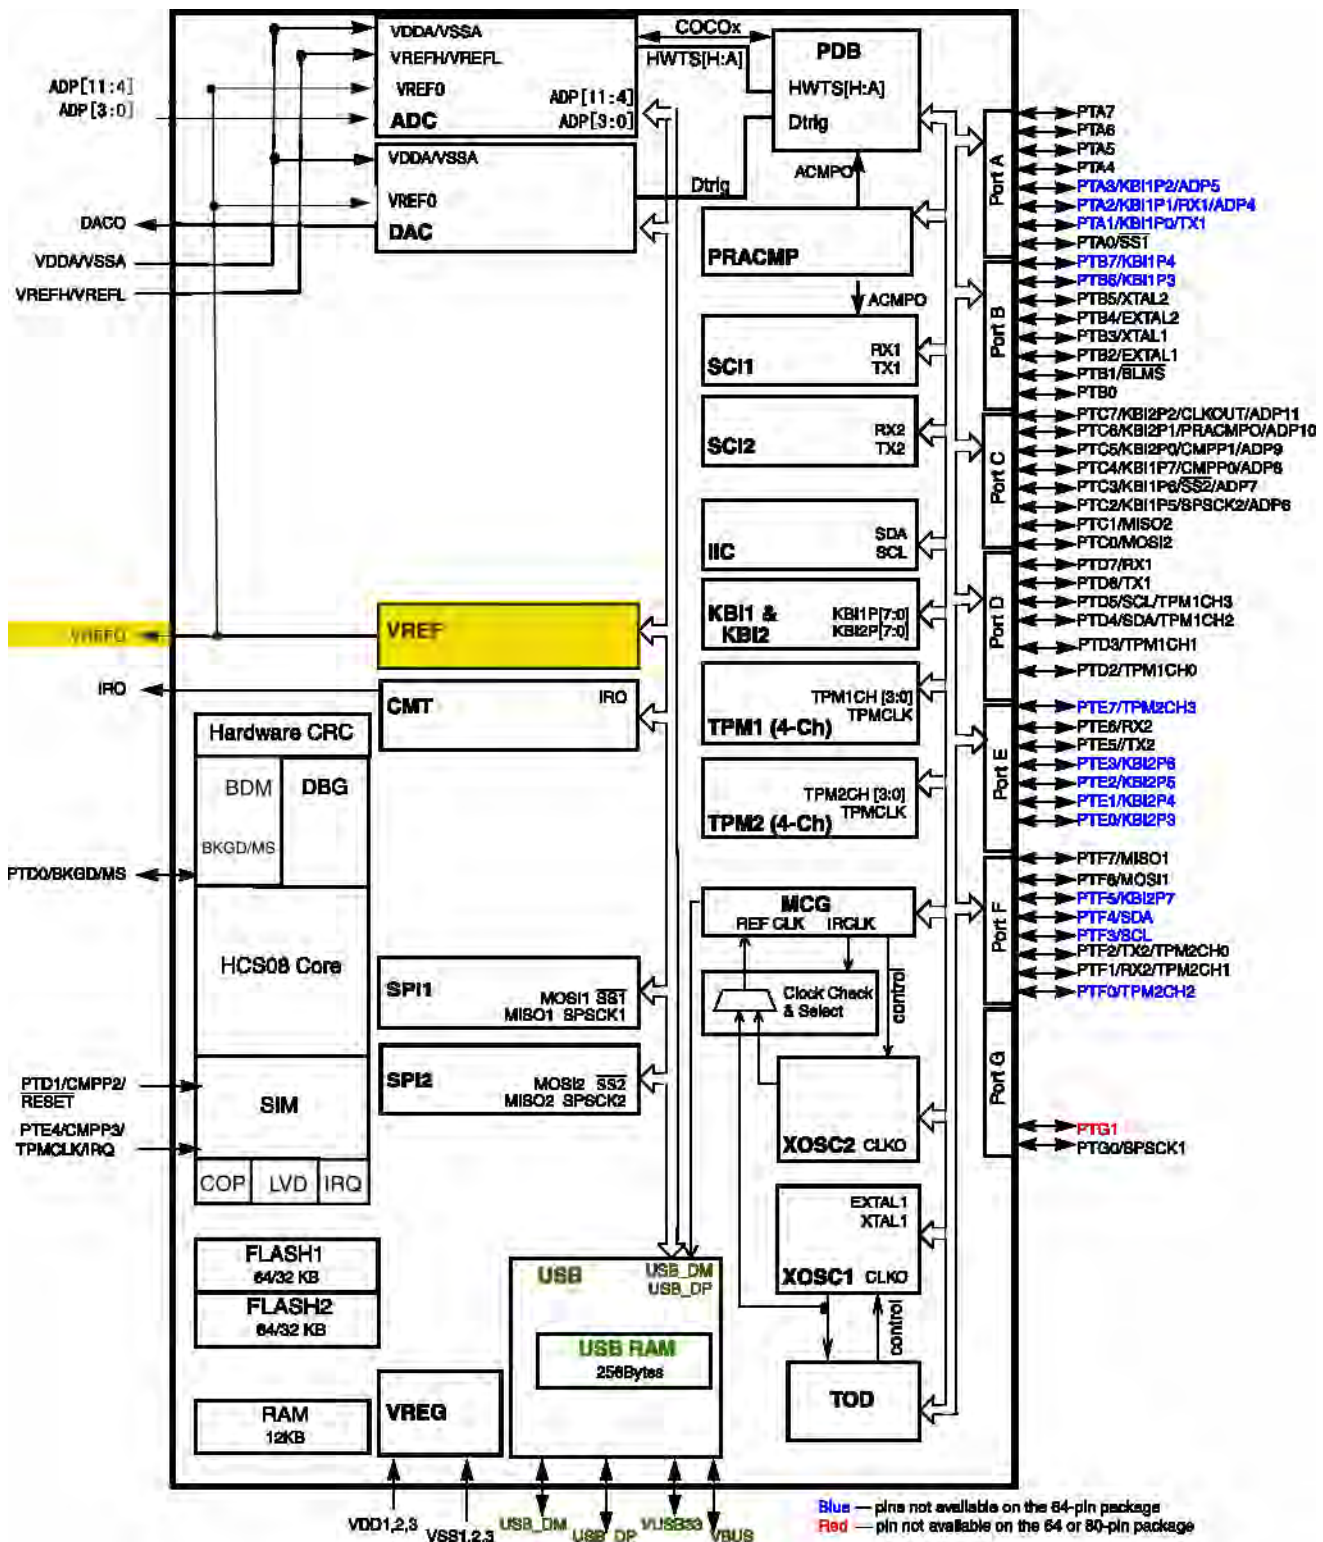 ADP[11:4]
ADP[3:0]
DACO
VDDA/VSSA
VREFH/VREFL
VREFO
IRO
PTD0/BKGD/MS
PTD1/CMPP2/
RESET
PTE4/CMPP3/
TPMCLK/IRQ
VDDA/VSSA
VREFH/VREFL
VREFO
ADP[11:4]
ADP[3:0]
ADC
VDDA/VSSA
VREFO
DAC
COCOx
HWTS[H:A]
Dtrig
PDB
HWTS[H:A]
Dtrig
ACMPO
PRACMP
ACMPO
SCI1
RX1
TX1
SCI2
RX2
TX2
IIC
SDA
SCL
KBI1 &
KBI2
KBI1P[7:0]
KBI2P[7:0]
TPM1CH [3:0]
TPMCLK
TPM1 (4-Ch)
TPM2CH [3:0]
TPMCLK
TPM2 (4-Ch)
VREF
CMT
IRO
Hardware CRC
BDM
DBG
BKGD/MS
HCS08 Core
SIM
COP
LVD
IRQ
SPI1
MOSI1 SS1
MISO1 SPSCK1
SPI2
MOSI2 SS2
MISO2 SPSCK2
MCG
REF CLK IRCLK
Clock Check
& Select
control
XOSC2 CLKO
EXTAL1
XTAL1
XOSC1 CLKO
control
TOD
FLASH1
64/32 KB
FLASH2
64/32 KB
RAM
12KB
VREG
USB
USB_DM
USB_DP
USB RAM
256Bytes
VDD1,2,3
VSS1,2,3
USB_DM
USB_DP
VUSB33
VBUS
Port A
PTA7
PTA6
PTA5
PTA4
PTA3/KBI1P2/ADP5
PTA2/KBI1P1/RX1/ADP4
PTA1/KBI1P0/TX1
PTA0/SS1
Port B
PTB7/KBI1P4
PTB6/KBI1P3
PTB5/XTAL2
PTB4/EXTAL2
PTB3/XTAL1
PTB2/EXTAL1
PTB1/BLMS
PTB0
Port C
PTC7/KBI2P2/CLKOUT/ADP11
PTC6/KBI2P1/PRACMPO/ADP10
PTC5/KBI2P0/CMPP1/ADP9
PTC4/KBI1P7/CMPP0/ADP8
PTC3/KBI1P6/SS2/ADP7
PTC2/KBI1P5/SPSCK2/ADP6
PTC1/MISO2
PTC0/MOSI2
Port D
PTD7/RX1
PTD6/TX1
PTD5/SCL/TPM1CH3
PTD4/SDA/TPM1CH2
PTD3/TPM1CH1
PTD2/TPM1CH0
Port E
PTE7/TPM2CH3
PTE6/RX2
PTE5//TX2
PTE3/KBI2P6
PTE2/KBI2P5
PTE1/KBI2P4
PTE0/KBI2P3
Port F
PTF7/MISO1
PTF6/MOSI1
PTF5/KBI2P7
PTF4/SDA
PTF3/SCL
PTF2/TX2/TPM2CH0
PTF1/RX2/TPM2CH1
PTF0/TPM2CH2
Port G
PTG1
PTG0/SPSCK1
Blue — pins not available on the 64-pin package
Red — pin not available on the 64 or 80-pin package